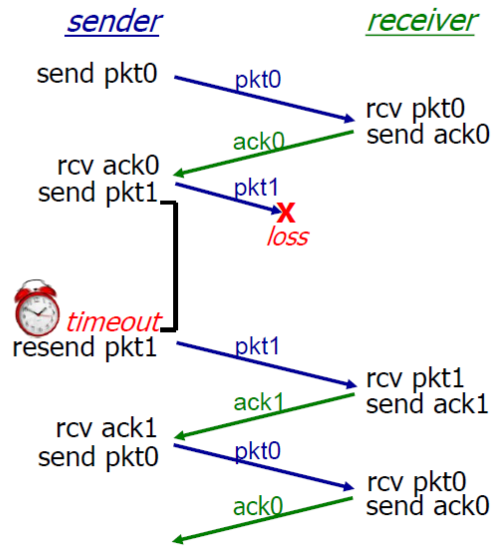 sender
receiver
send pkt0
pkt0
rcv pkt0
send ack0
ack0
rcv ack0
send pkt1
pkt1
X
loss
timeout
resend pkt1
pkt1
rcv pkt1
send ack1
ack1
rcv ack1
send pkt0
pkt0
rcv pkt0
send ack0
ack0